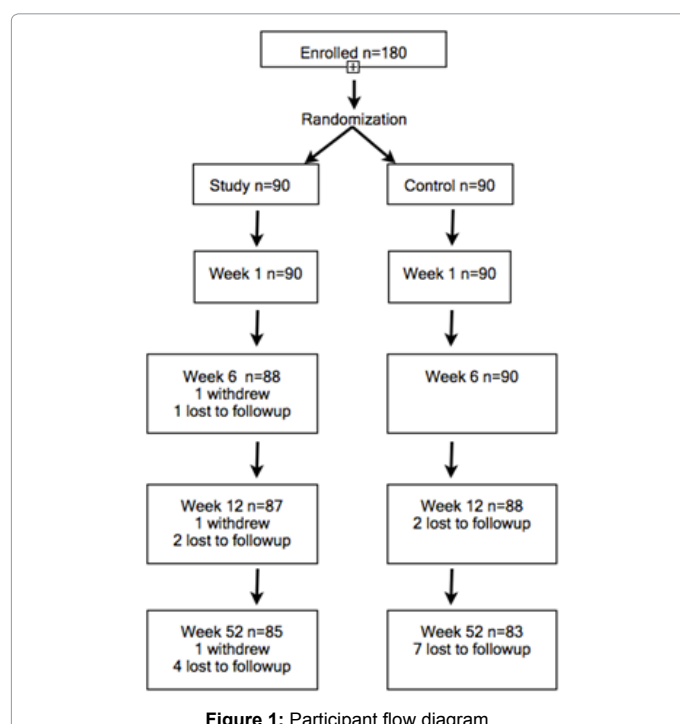 Enrolled n=180
Randomization
Study n=90
Control n=90
Week 1 n=90
Week 1 n=90
Week 6 n=88
1 withdrew
1 lost to followup
Week 6 n=90
Week 12 n=87
1 withdrew
2 lost to followup
Week 12 n=88
2 lost to followup
Week 52 n=85
1 withdrew
4 lost to followup
Week 52 n=83
7 lost to followup
Figure 1: Participant flow diagram